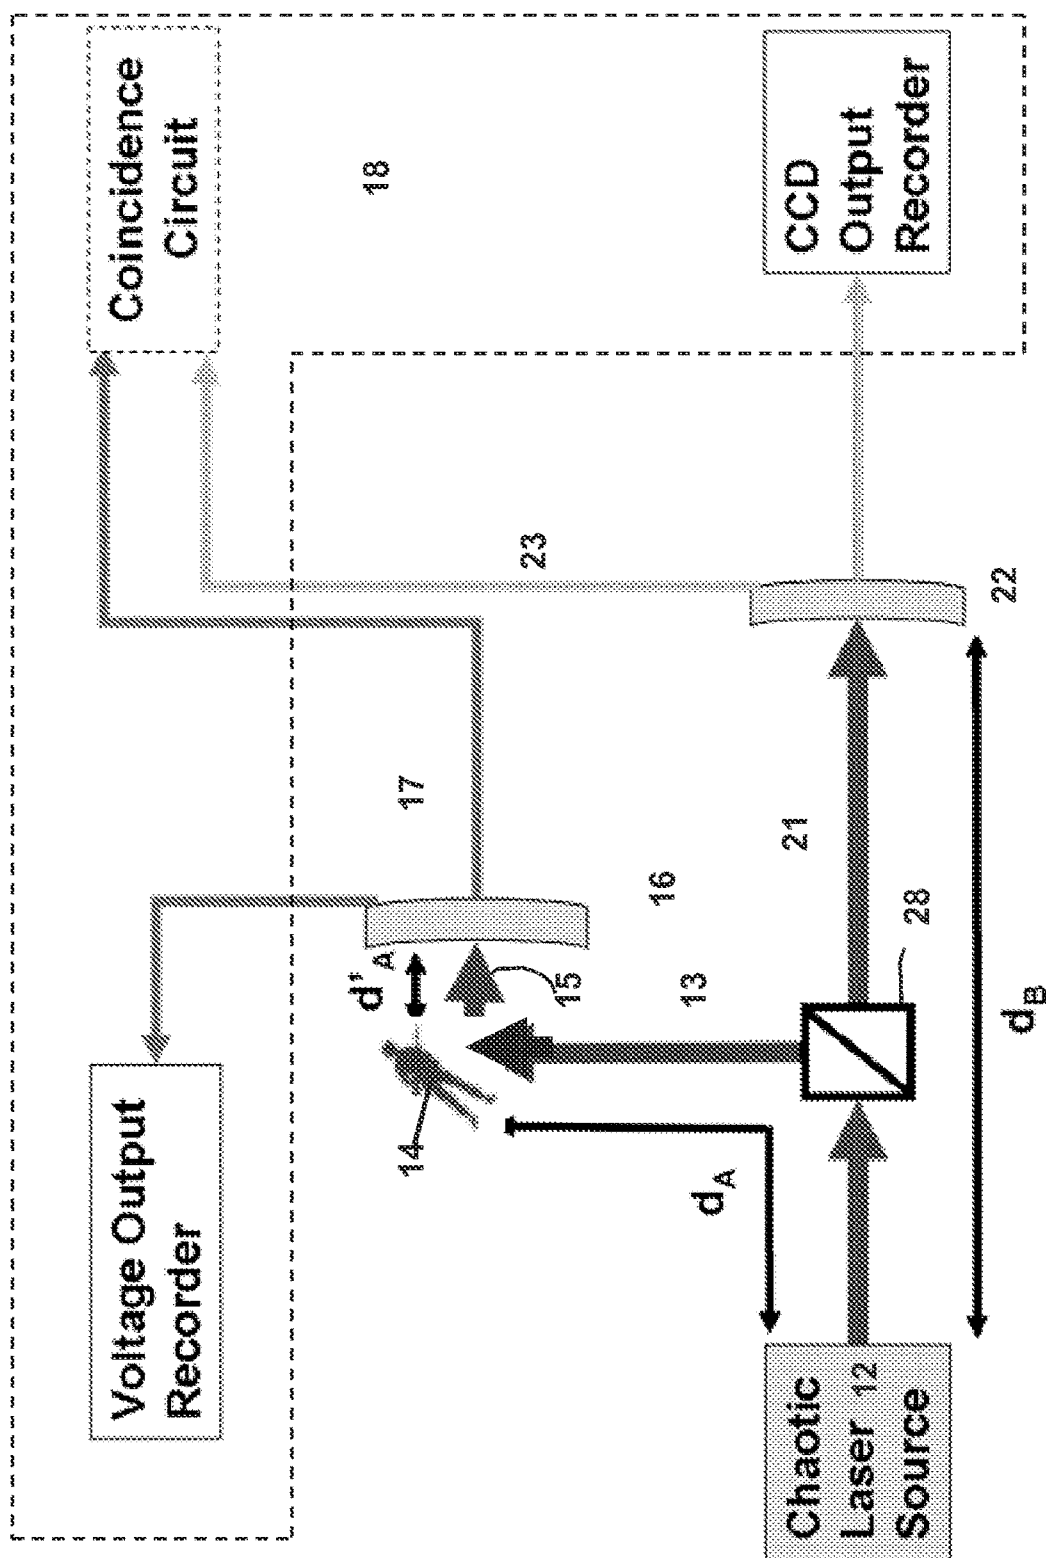 Voltage Output
Recorder
Coincidence
Circuit
18
17
23
14
d'A
15
16
13
dA
21
28
22
Chaotic
Laser 12
Source
CCD
Output
Recorder
dB